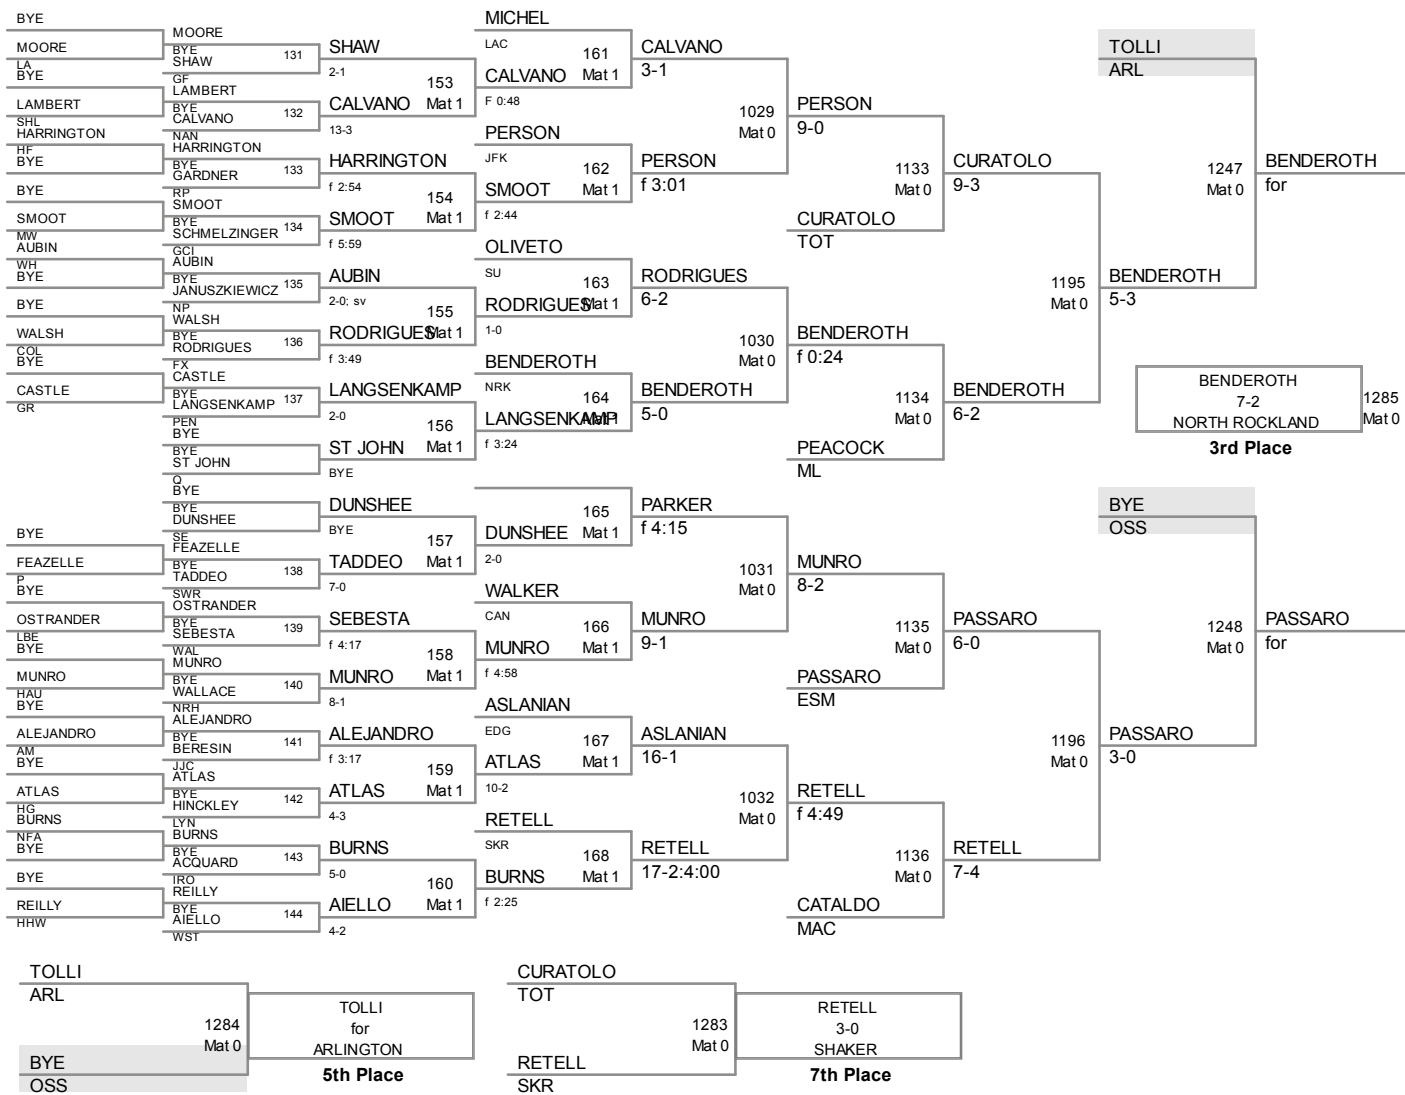 BYE
MOORE
LA
BYE
LAMBERT
SHL
HARRINGTON
HF
BYE
BYE
SMOOT
MW
AUBIN
WH
BYE
BYE
WALSH
COL
BYE
CASTLE
GR
BYE
FEAZELLE
P
BYE
OSTRANDER
LBE
BYE
MUNRO
HAU
BYE
ALEJANDRO
AM
BYE
ATLAS
HG
BURNS
NFA
BYE
BYE
REILLY
HHW
MOORE
BYE
131
SHAW
GF
LAMBERT
BYE
132
CALVANO
NAN
HARRINGTON
BYE
133
GARDNER
RP
SMOOT
BYE
134
SCHMELZINGER
GCI
AUBIN
BYE
135
JANUSZKIEWICZ
NP
WALSH
BYE
136
RODRIGUES
FX
CASTLE
BYE
137
LANGSENKAMP
PEN
BYE
BYE
ST JOHN
Q
BYE
BYE
DUNSHEE
SE
FEAZELLE
BYE
138
TADDEO
SWR
OSTRANDER
BYE
139
SEBESTA
WAL
MUNRO
BYE
140
WALLACE
NRH
ALEJANDRO
BYE
141
BERESIN
JJC
ATLAS
BYE
142
HINCKLEY
LYN
BURNS
BYE
143
ACQUARD
IRO
REILLY
BYE
144
AIELLO
WST
SHAW
2-1
153
Mat 1
CALVANO
13-3
HARRINGTON
f 2:54
154
Mat 1
SMOOT
f 5:59
AUBIN
2-0; sv
155
Mat 1
RODRIGUES
f 3:49
LANGSENKAMP
2-0
156
Mat 1
ST JOHN
BYE
DUNSHEE
BYE
157
Mat 1
TADDEO
7-0
SEBESTA
f 4:17
158
Mat 1
MUNRO
8-1
ALEJANDRO
f 3:17
159
Mat 1
ATLAS
4-3
BURNS
5-0
160
Mat 1
AIELLO
4-2
MICHEL
LAC
161
Mat 1
CALVANO
F 0:48
PERSON
JFK
162
Mat 1
SMOOT
f 2:44
OLIVETO
SU
163
Mat 1
RODRIGUES
1-0
BENDEROTH
NRK
164
Mat 1
LANGSENKAMP
f 3:24
165
Mat 1
DUNSHEE
2-0
WALKER
CAN
166
Mat 1
MUNRO
f 4:58
ASLANIAN
EDG
167
Mat 1
ATLAS
10-2
RETELL
SKR
168
Mat 1
BURNS
f 2:25
CALVANO
3-1
1029
Mat 0
PERSON
f 3:01
RODRIGUES
6-2
1030
Mat 0
BENDEROTH
5-0
PARKER
f 4:15
1031
Mat 0
MUNRO
9-1
ASLANIAN
16-1
1032
Mat 0
RETELL
17-2:4:00
PERSON
9-0
1133
Mat 0
CURATOLO
TOT
BENDEROTH
f 0:24
1134
Mat 0
PEACOCK
ML
MUNRO
8-2
1135
Mat 0
PASSARO
ESM
RETELL
f 4:49
1136
Mat 0
CATALDO
MAC
CURATOLO
9-3
1195
Mat 0
BENDEROTH
6-2
PASSARO
6-0
1196
Mat 0
RETELL
7-4
TOLLI
ARL
1247
Mat 0
BENDEROTH
5-3
BENDEROTH
for
BENDEROTH
7-2
NORTH ROCKLAND
1285
Mat 0
3rd Place
BYE
OSS
1248
Mat 0
PASSARO
3-0
PASSARO
for
TOLLI
ARL
1284
Mat 0
BYE
OSS
TOLLI
for
ARLINGTON
5th Place
CURATOLO
TOT
1283
Mat 0
RETELL
SKR
RETELL
3-0
SHAKER
7th Place